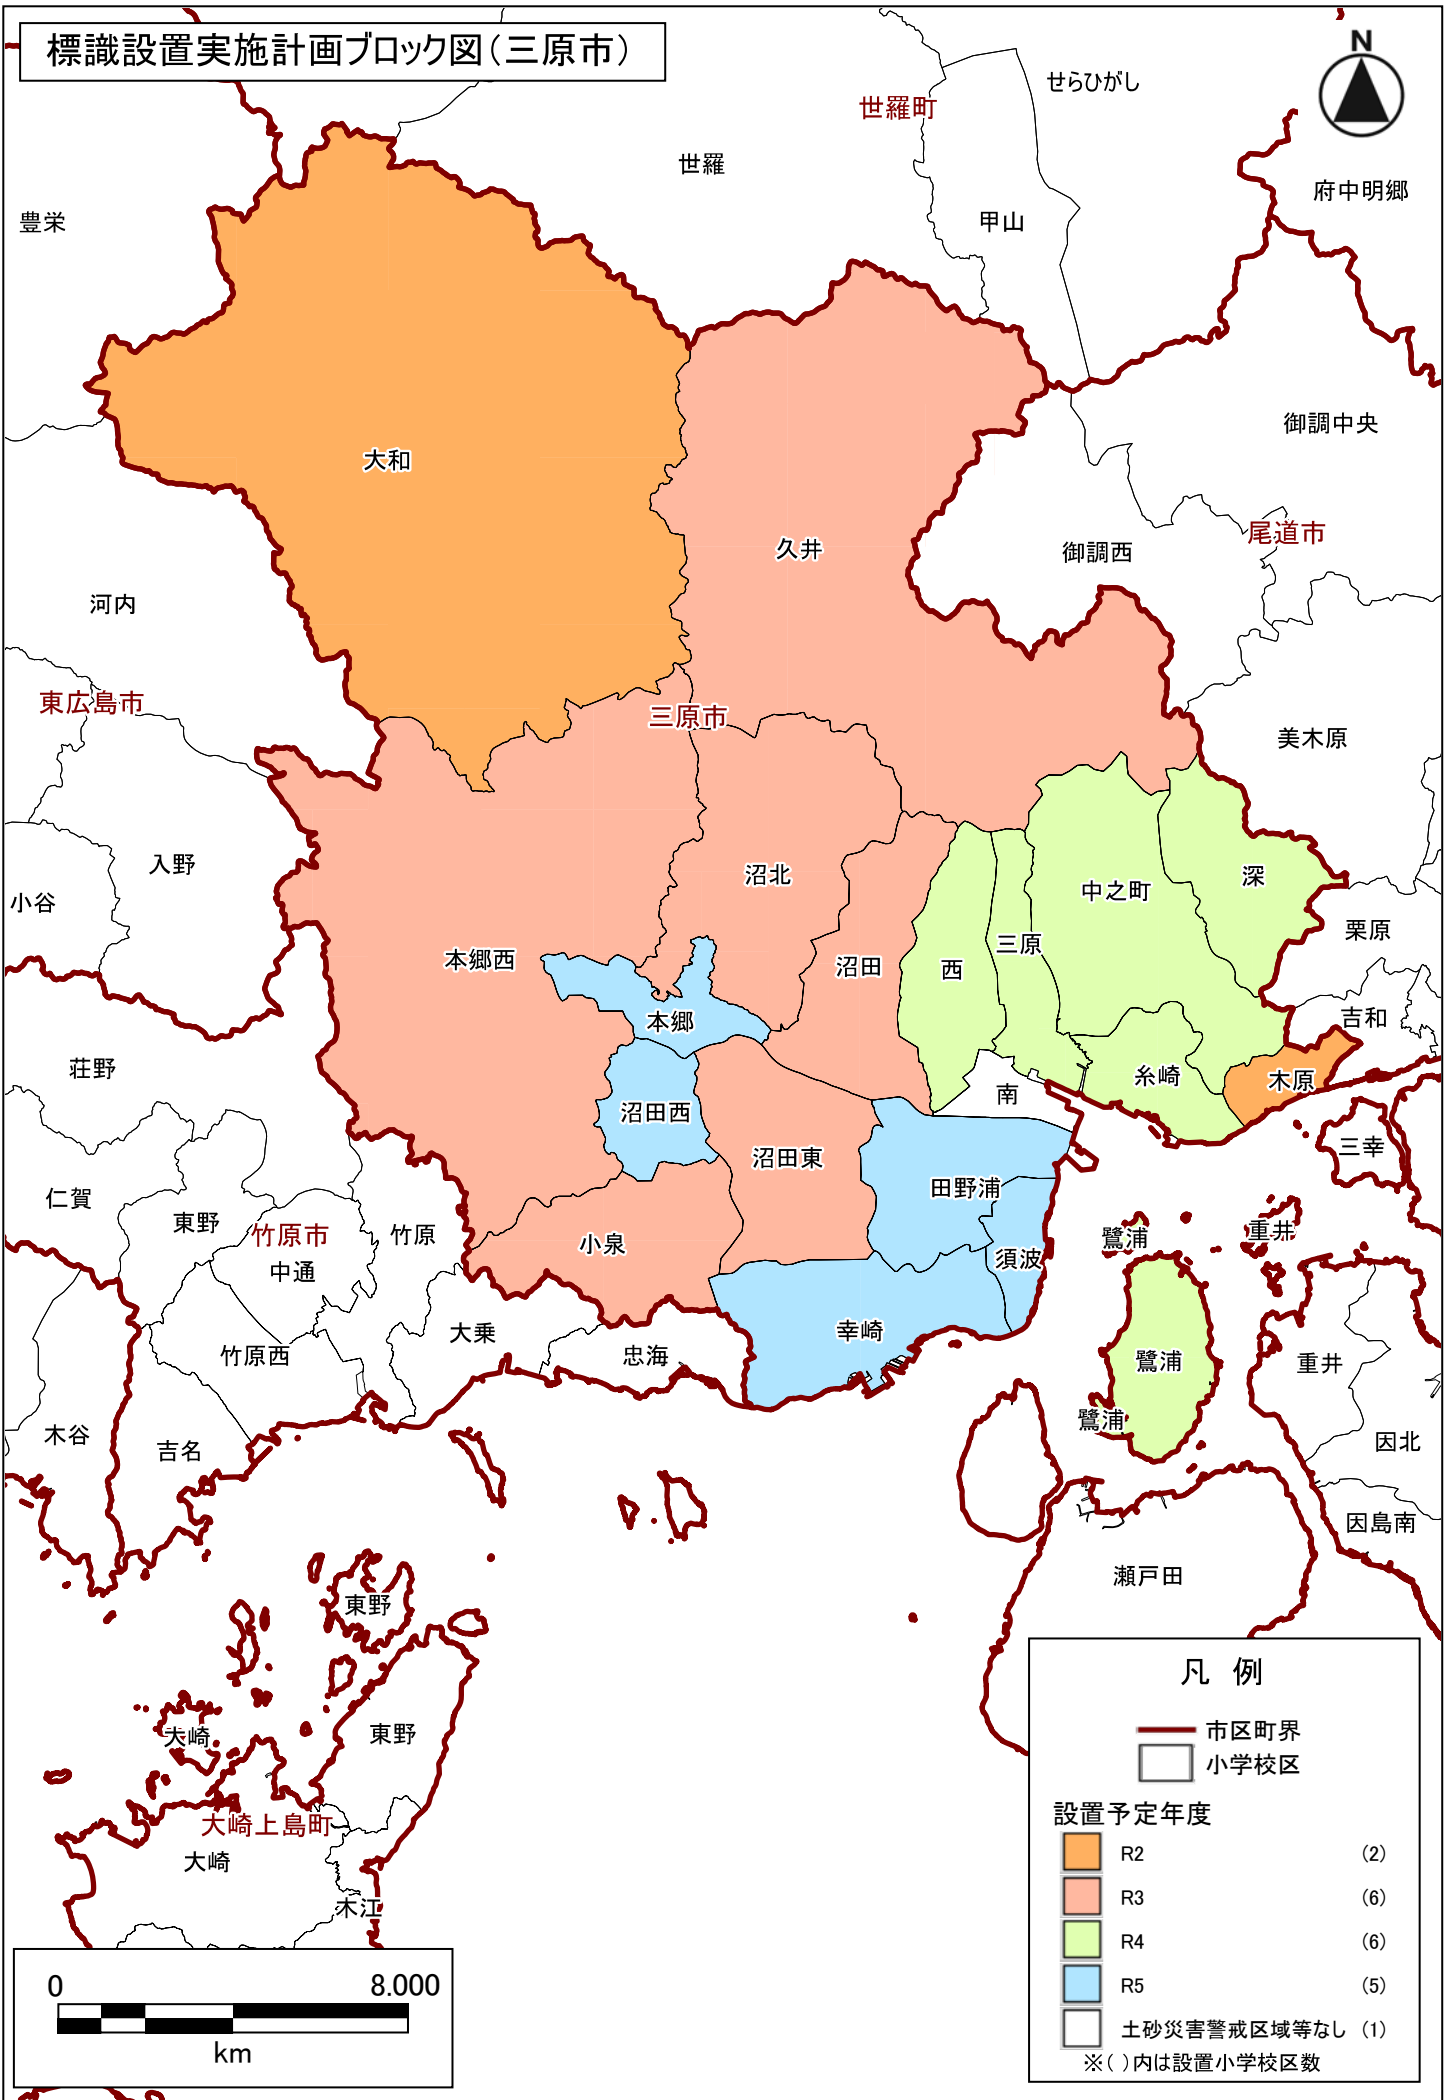 標識設置実施計画ブロック図（三原市）
N
せらひがし
世羅町
世羅
府中明郷
豊栄
甲山
御調中央
大和
尾道市
久井
御調西
河内
東広島市
三原市
美木原
入野
沼北
深
中之町
小谷
栗原
三原
本郷西
沼田
西
吉和
本郷
荘野
糸崎
木原
南
沼田西
三幸
沼田東
田野浦
仁賀
東野
竹原市
竹原
鷺浦
重井
小泉
須波
中通
幸崎
大乗
竹原西
忠海
鷺浦
重井
鷺浦
木谷
吉名
因北
因島南
瀬戸田
東野
東野
大崎
大崎上島町
大崎
木江
凡 例
市区町界
小学校区
設置予定年度
R2 (2)
R3 (6)
R4 (6)
R5 (5)
土砂災害警戒区域等なし (1)
※( )内は設置小学校区数
0 8,000
km